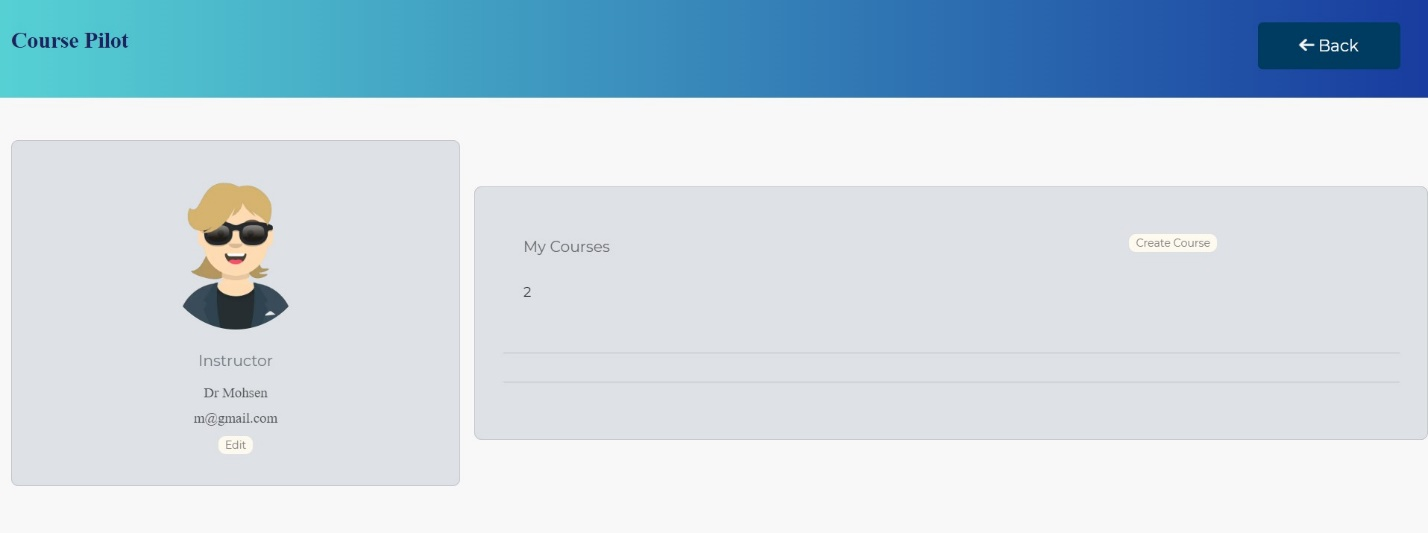 Course Pilot
← Back
Instructor
Dr Mohsen
m@gmail.com
Edit
My Courses
Create Course
2